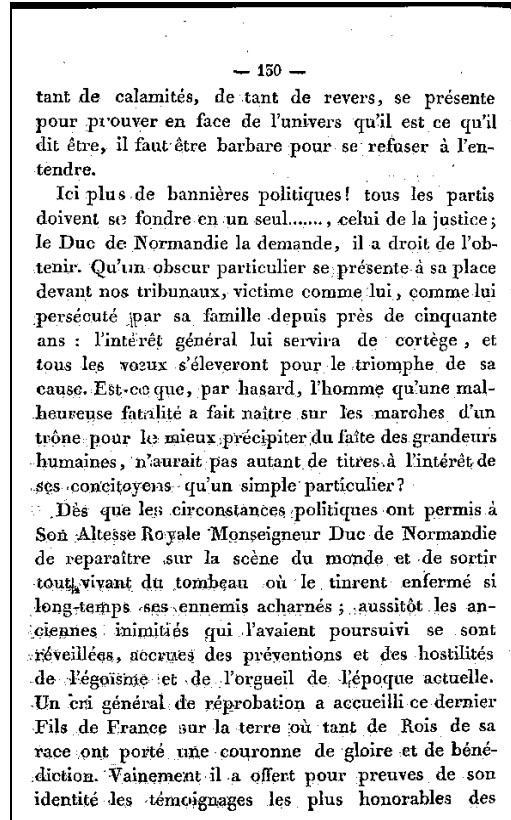 — 150 —
tant de calamités, de tant de revers, se présente
pour prouver en face de l'univers qu'il est ce qu'il
dit être, il faut être barbare pour se refuser à l'en-
tendre.
Ici plus de bannières politiques! tous les partis
doivent se fondre en un seul......., celui de la justice;
le Duc de Normandie la demande, il a droit de l'ob-
tenir. Qu'un obscur particulier se présente à sa place
devant nos tribunaux, victime comme lui, comme lui
persécuté par sa famille depuis près de cinquante
ans : l'intérêt général lui servira de cortège, et
tous les vœux s'éleveront pour le triomphe de sa
cause. Est-ce que, par hasard, l'homme qu'une mal-
heureuse fatalité a fait naître sur les marches d'un
trône pour le mieux précipiter du faîte des grandeurs
humaines, n'aurait pas autant de titres à l'intérêt de
ses concitoyens qu'un simple particulier?
Dès que les circonstances politiques ont permis à
Son Altesse Royale Monseigneur Duc de Normandie
de reparaître sur la scène du monde et de sortir
tout vivant du tombeau où le tinrent enfermé si
long-temps ses ennemis acharnés; aussitôt les an-
ciennes inimitiés qui l'avaient poursuivi se sont
réveillées, accrues des préventions et des hostilités
de l'égoïsme et de l'orgueil de l'époque actuelle.
Un cri général de réprobation a accueilli ce dernier
Fils de France sur la terre où tant de Rois de sa
race ont porté une couronne de gloire et de béné-
diction. Vainement il a offert pour preuves de son
identité les témoignages les plus honorables des